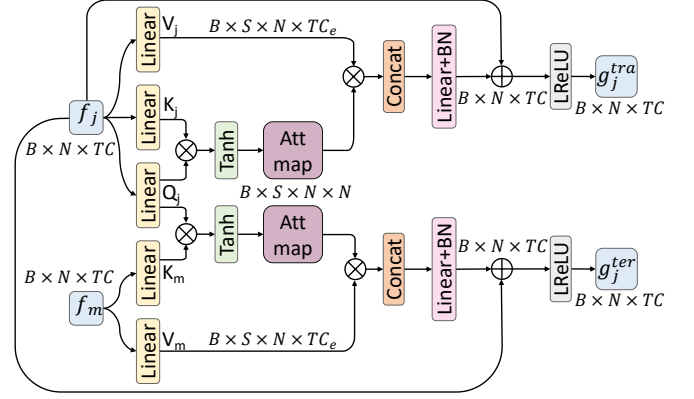 Linear
V_j
B × S × N × TC_e
Concat
Linear+BN
B × N × TC
LReLU
g_j^{tra}
B × N × TC
f_j
B × N × TC
Linear
K_j
Tanh
Att
map
B × S × N × N
Linear
Q_j
Tanh
Att
map
B × N × TC
f_m
Linear
K_m
Linear
V_m
B × S × N × TC_e
Concat
Linear+BN
B × N × TC
LReLU
g_j^{ter}
B × N × TC